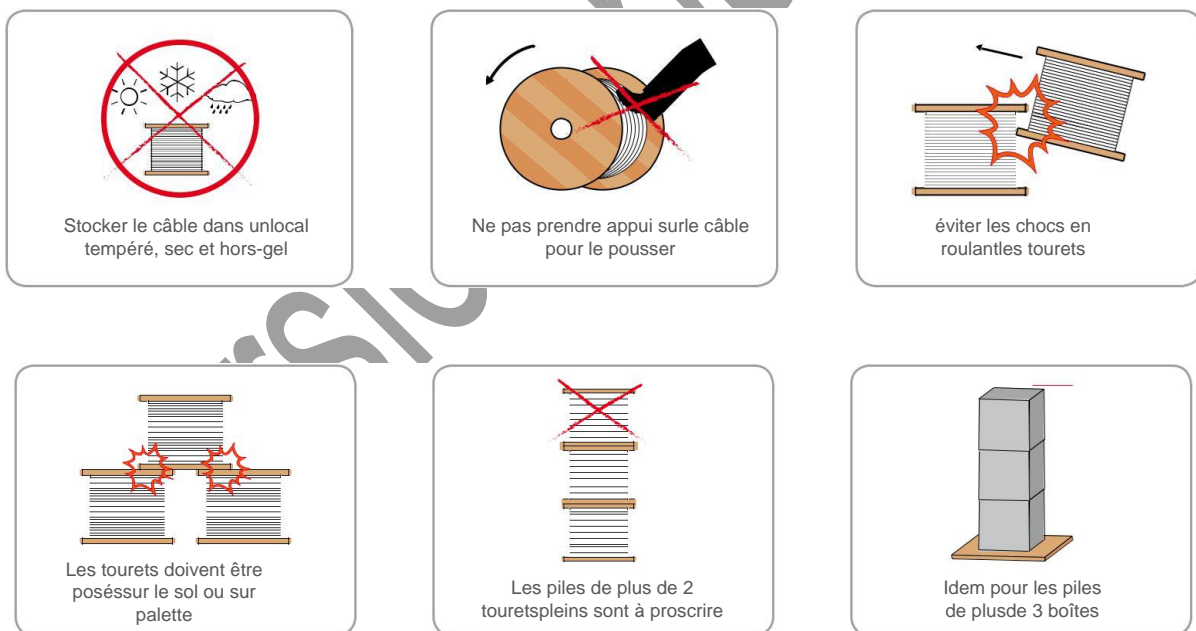 Stocker le câble dans unlocal
tempéré, sec et hors-gel
Ne pas prendre appui surle câble
pour le pousser
éviter les chocs en
roulantles tourets
Les tourets doivent être
poséssur le sol ou sur
palette
Les piles de plus de 2
touretspleins sont à proscrire
Idem pour les piles
de plusde 3 boîtes